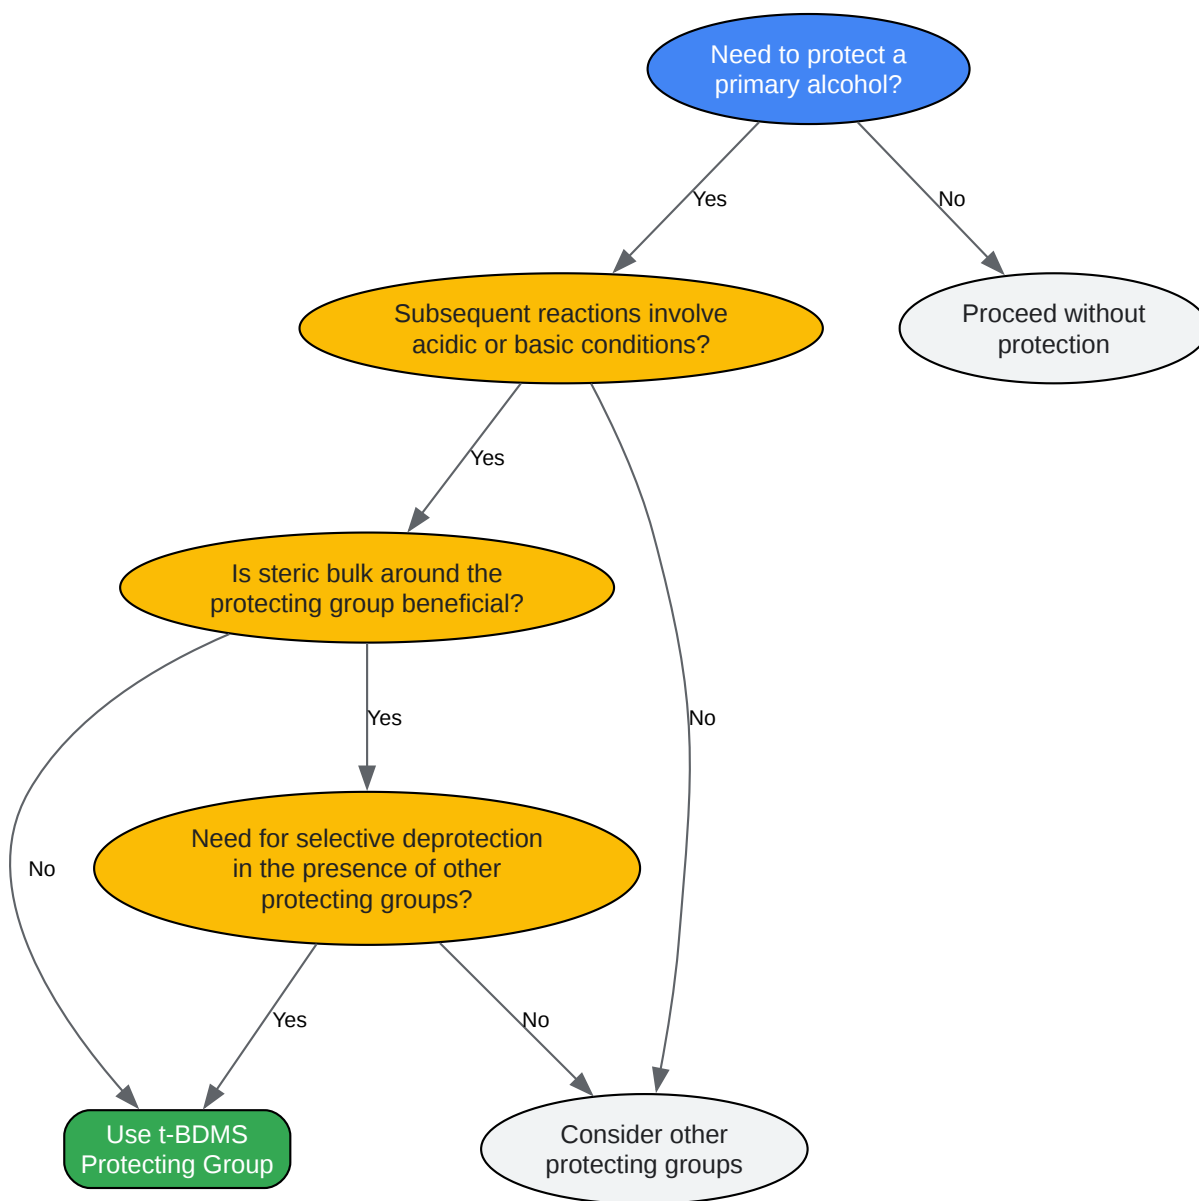 Need to protect a
primary alcohol?
Yes
No
Subsequent reactions involve
acidic or basic conditions?
Proceed without
protection
Yes
No
Is steric bulk around the
protecting group beneficial?
Yes
No
Need for selective deprotection
in the presence of other
protecting groups?
Yes
No
Use t-BDMS
Protecting Group
Consider other
protecting groups